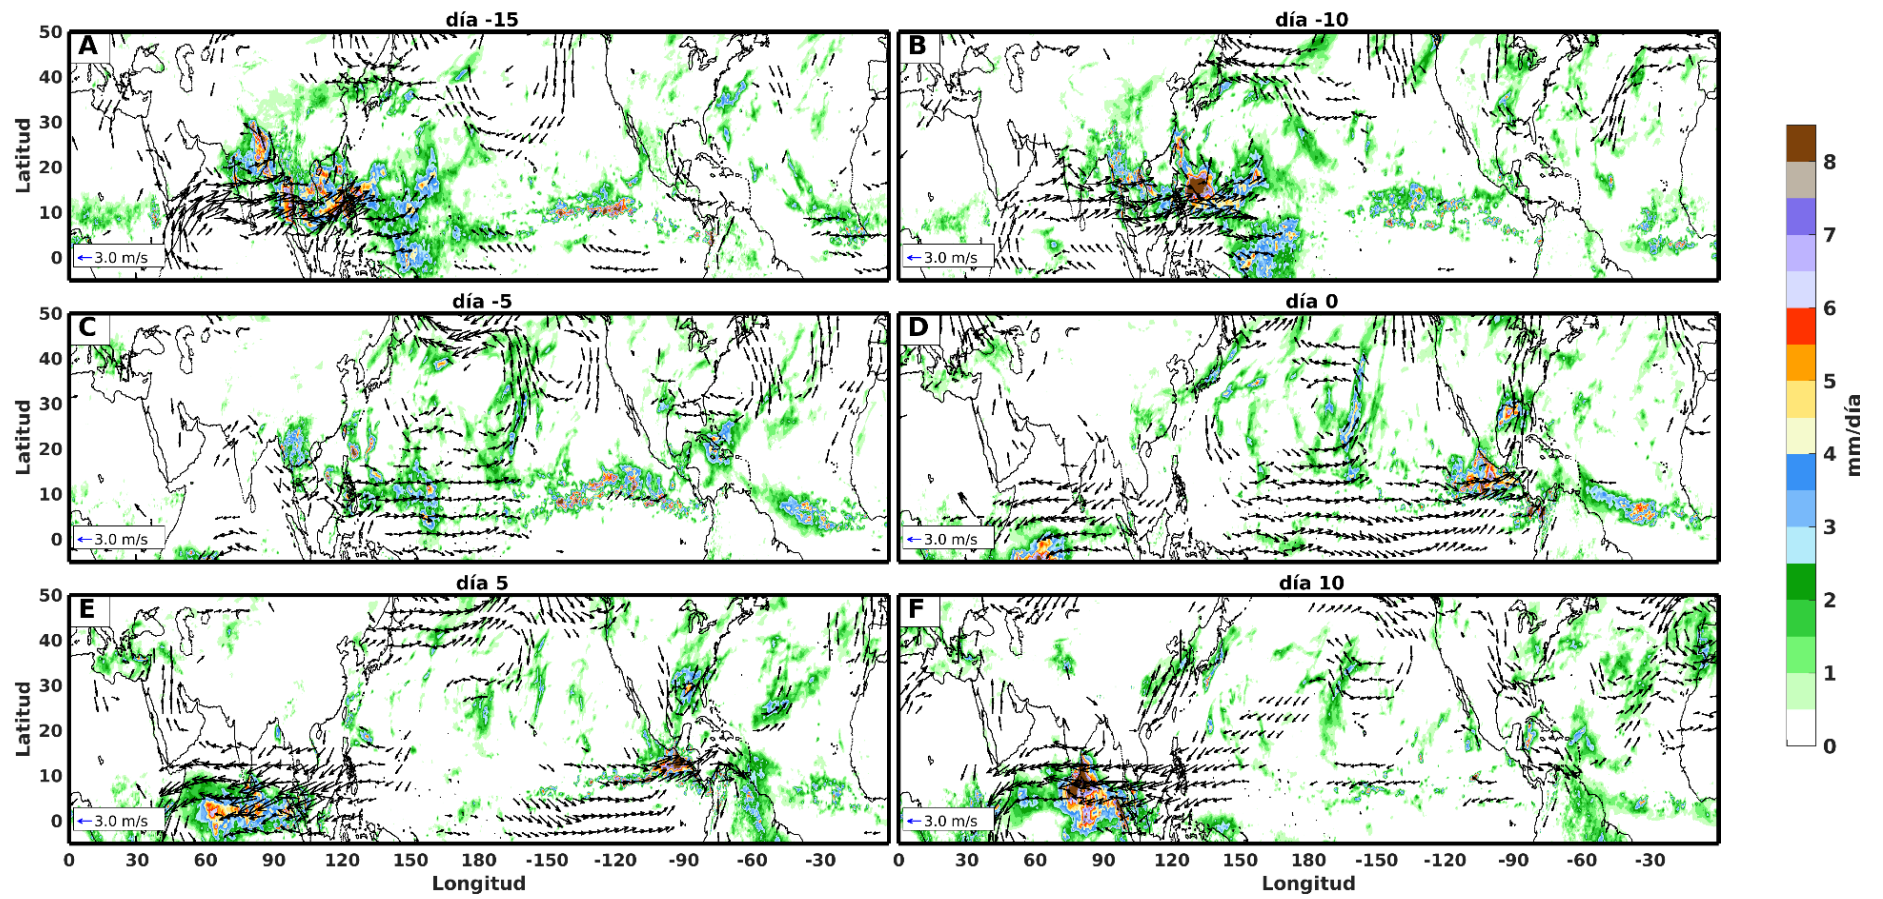 día -15
día -10
A
B
50
40
30
20
10
0
Latitud
3.0 m/s
3.0 m/s
día -5
día 0
C
D
50
40
30
20
10
0
Latitud
3.0 m/s
3.0 m/s
día 5
día 10
E
F
50
40
30
20
10
0
Latitud
3.0 m/s
3.0 m/s
0 30 60 90 120 150 180 -150 -120 -90 -60 -30
0 30 60 90 120 150 180 -150 -120 -90 -60 -30
Longitud
Longitud
8
7
6
5
4
3
2
1
0
mm/día